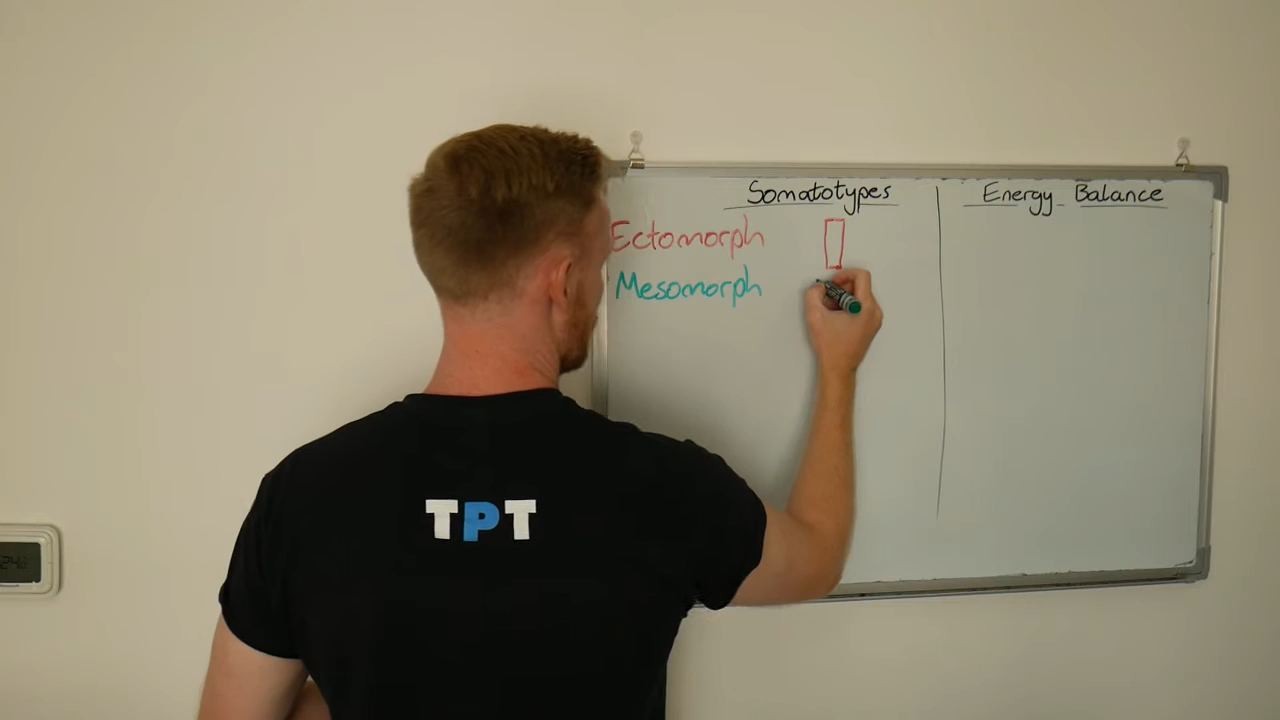 Somatotypes
Energy Balance
Ectomorph
Mesomorph
TPT